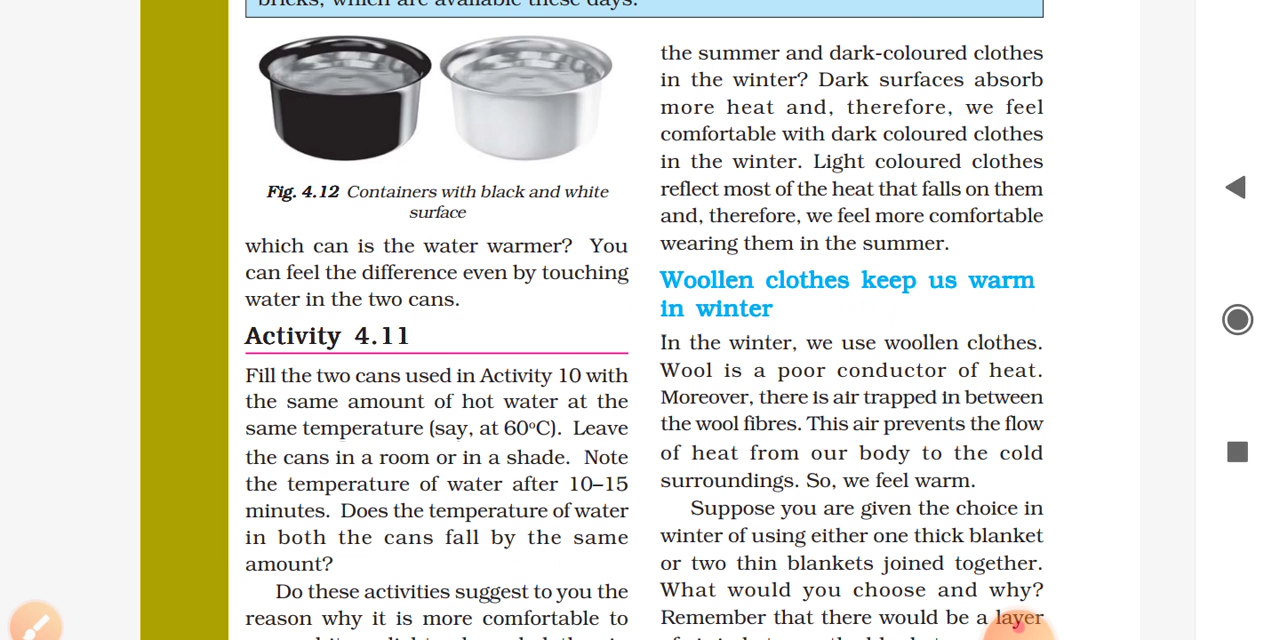 bricks, which are available these days.
Fig. 4.12 Containers with black and white
surface
which can is the water warmer? You
can feel the difference even by touching
water in the two cans.
Activity 4.11
Fill the two cans used in Activity 10 with
the same amount of hot water at the
same temperature (say, at 60°C). Leave
the cans in a room or in a shade. Note
the temperature of water after 10–15
minutes. Does the temperature of water
in both the cans fall by the same
amount?
Do these activities suggest to you the
reason why it is more comfortable to
the summer and dark-coloured clothes
in the winter? Dark surfaces absorb
more heat and, therefore, we feel
comfortable with dark coloured clothes
in the winter. Light coloured clothes
reflect most of the heat that falls on them
and, therefore, we feel more comfortable
wearing them in the summer.
Woollen clothes keep us warm
in winter
In the winter, we use woollen clothes.
Wool is a poor conductor of heat.
Moreover, there is air trapped in between
the wool fibres. This air prevents the flow
of heat from our body to the cold
surroundings. So, we feel warm.
Suppose you are given the choice in
winter of using either one thick blanket
or two thin blankets joined together.
What would you choose and why?
Remember that there would be a layer